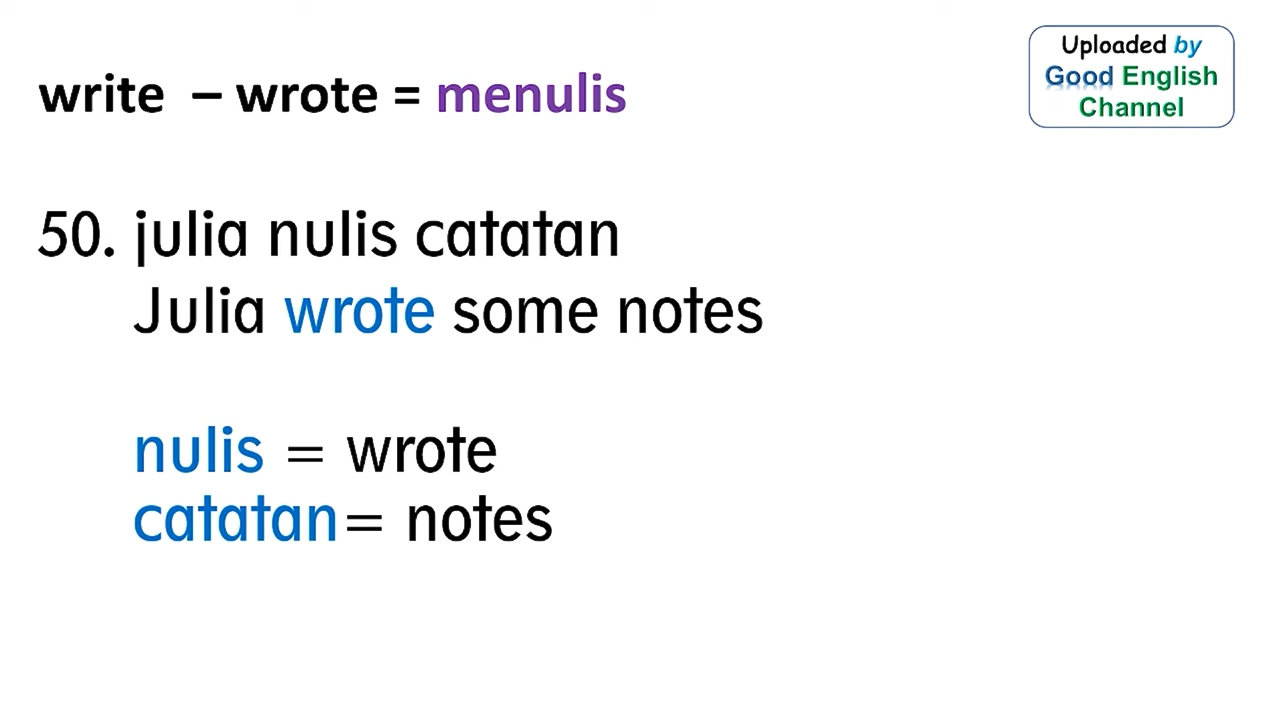 Uploaded by
Good English
Channel
write – wrote = menulis
50. julia nulis catatan
Julia wrote some notes
nulis = wrote
catatan= notes